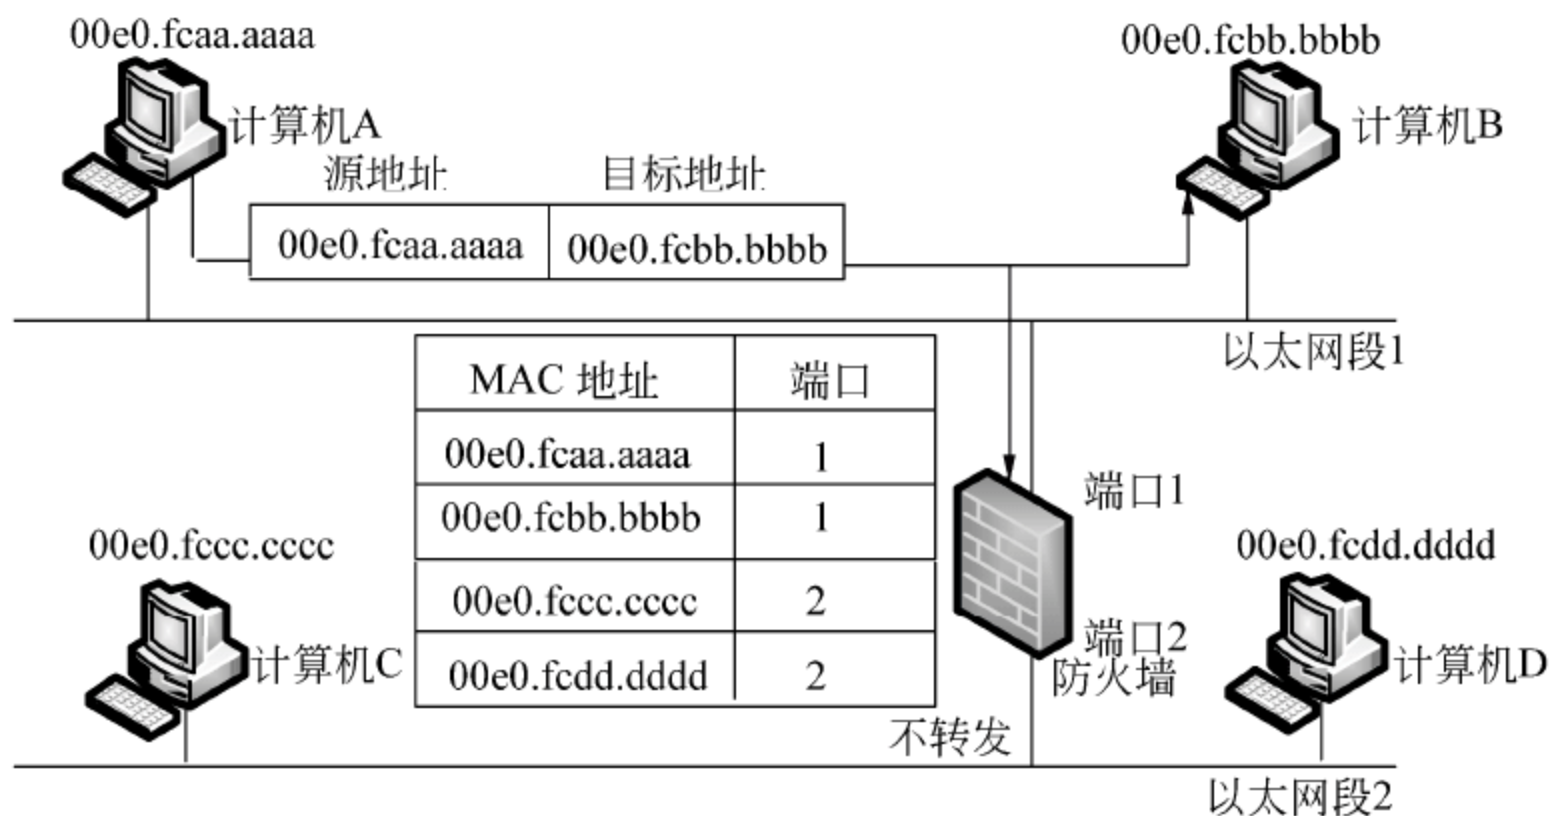 00e0.fcaa.aaaa
00e0.fcbb.bbbb
计算机A
计算机B
源地址 目标地址
00e0.fcaa.aaaa 00e0.fcbb.bbbb
以太网段1
MAC 地址 端口
00e0.fcaa.aaaa 1
00e0.fcbb.bbbb 1
00e0.fccc.cccc 2
00e0.fcdd.dddd 2
端口1
端口2
防火墙
00e0.fccc.cccc
计算机C
00e0.fcdd.dddd
计算机D
不转发
以太网段2